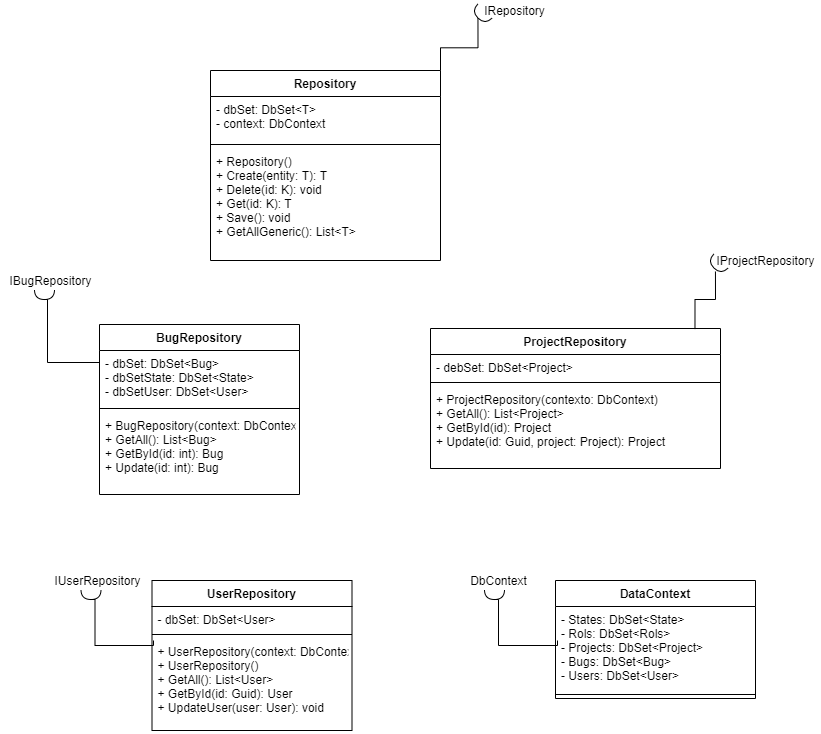 IRepository
Repository
- dbSet: DbSet<T>
- context: DbContext
+ Repository()
+ Create(entity: T): T
+ Delete(id: K): void
+ Get(id: K): T
+ Save(): void
+ GetAllGeneric(): List<T>
IBugRepository
BugRepository
- dbSet: DbSet<Bug>
- dbSetState: DbSet<State>
- dbSetUser: DbSet<User>
+ BugRepository(context: DbContex
+ GetAll(): List<Bug>
+ GetById(id: int): Bug
+ Update(id: int): Bug
IProjectRepository
ProjectRepository
- debSet: DbSet<Project>
+ ProjectRepository(contexto: DbContext)
+ GetAll(): List<Project>
+ GetById(id): Project
+ Update(id: Guid, project: Project): Project
IUserRepository
UserRepository
- dbSet: DbSet<User>
+ UserRepository(context: DbConte
+ UserRepository()
+ GetAll(): List<User>
+ GetById(id: Guid): User
+ UpdateUser(user: User): void
DbContext
DataContext
- States: DbSet<State>
- Rols: DbSet<Rols>
- Projects: DbSet<Project>
- Bugs: DbSet<Bug>
- Users: DbSet<User>